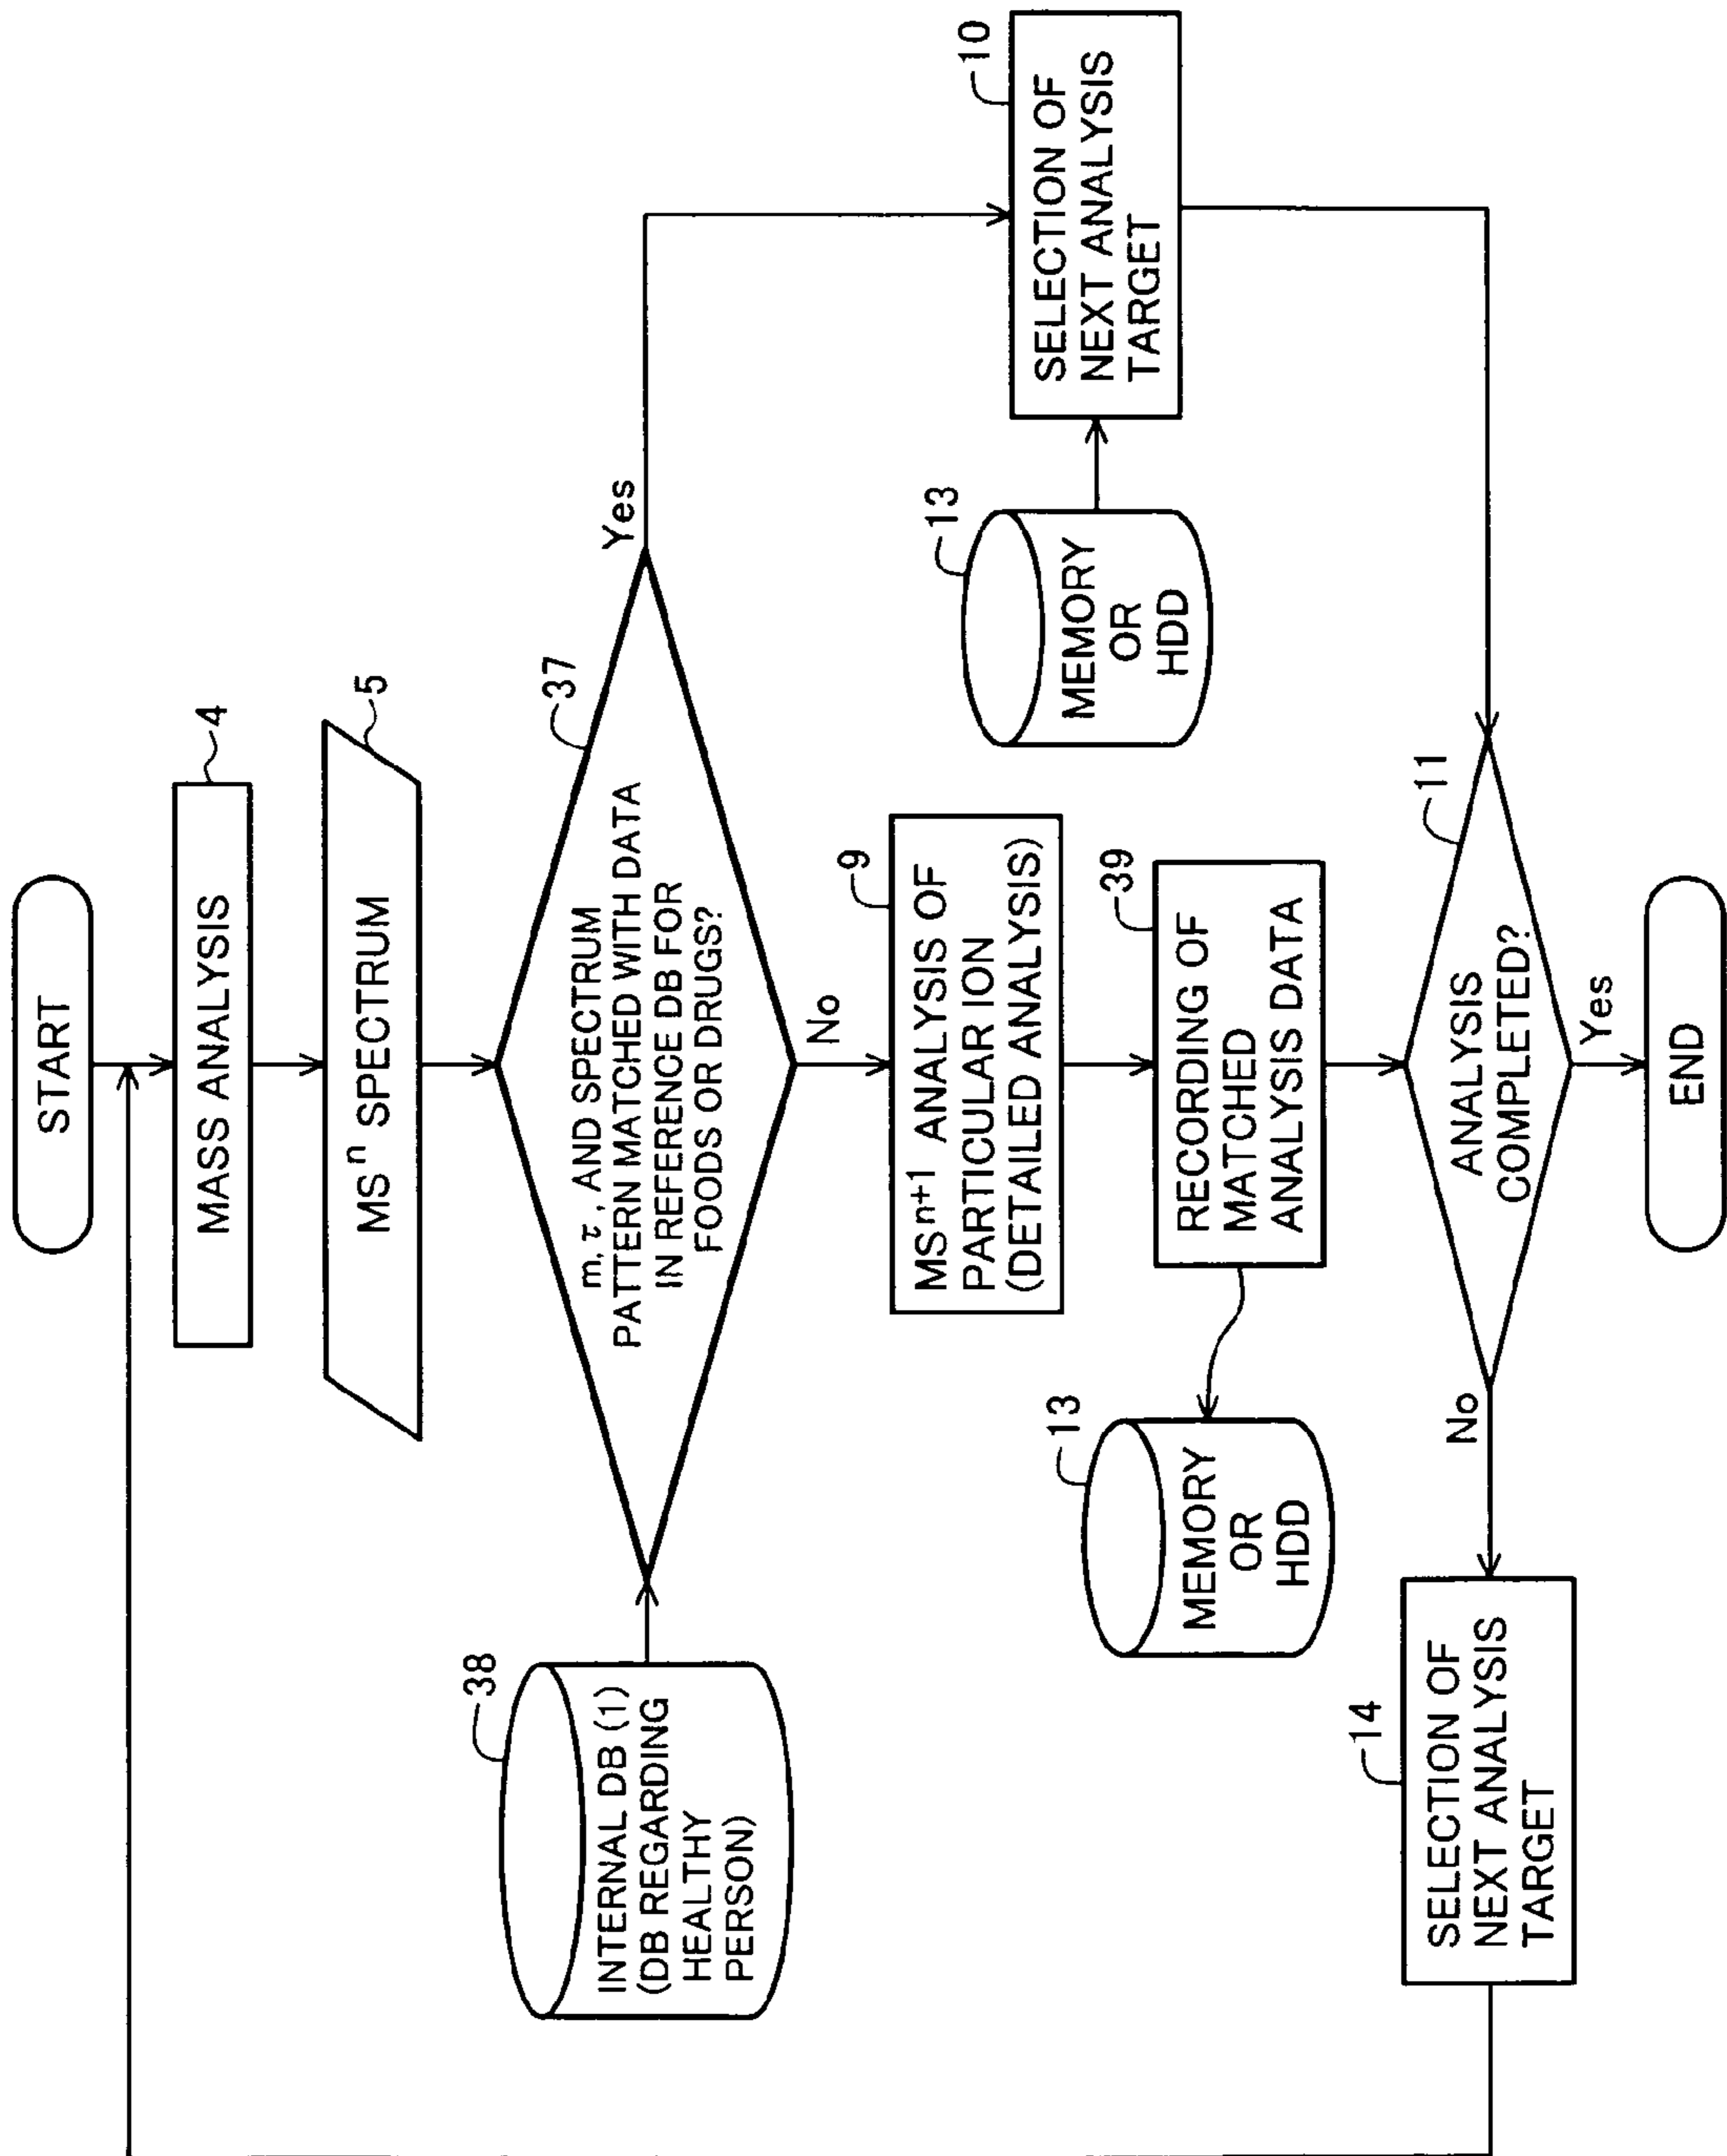 START
MASS ANALYSIS
4
MSⁿ SPECTRUM
5
38
INTERNAL DB (1)
(DB REGARDING
HEALTHY
PERSON)
37
m, τ, AND SPECTRUM
PATTERN MATCHED WITH DATA
IN REFERENCE DB FOR
FOODS OR DRUGS?
Yes
No
9
MSⁿ⁺¹ ANALYSIS OF
PARTICULAR ION
(DETAILED ANALYSIS)
13
MEMORY
OR
HDD
10
SELECTION OF
NEXT ANALYSIS
TARGET
39
RECORDING OF
MATCHED
ANALYSIS DATA
13
MEMORY
OR
HDD
11
ANALYSIS
COMPLETED?
No
Yes
14
SELECTION OF
NEXT ANALYSIS
TARGET
END